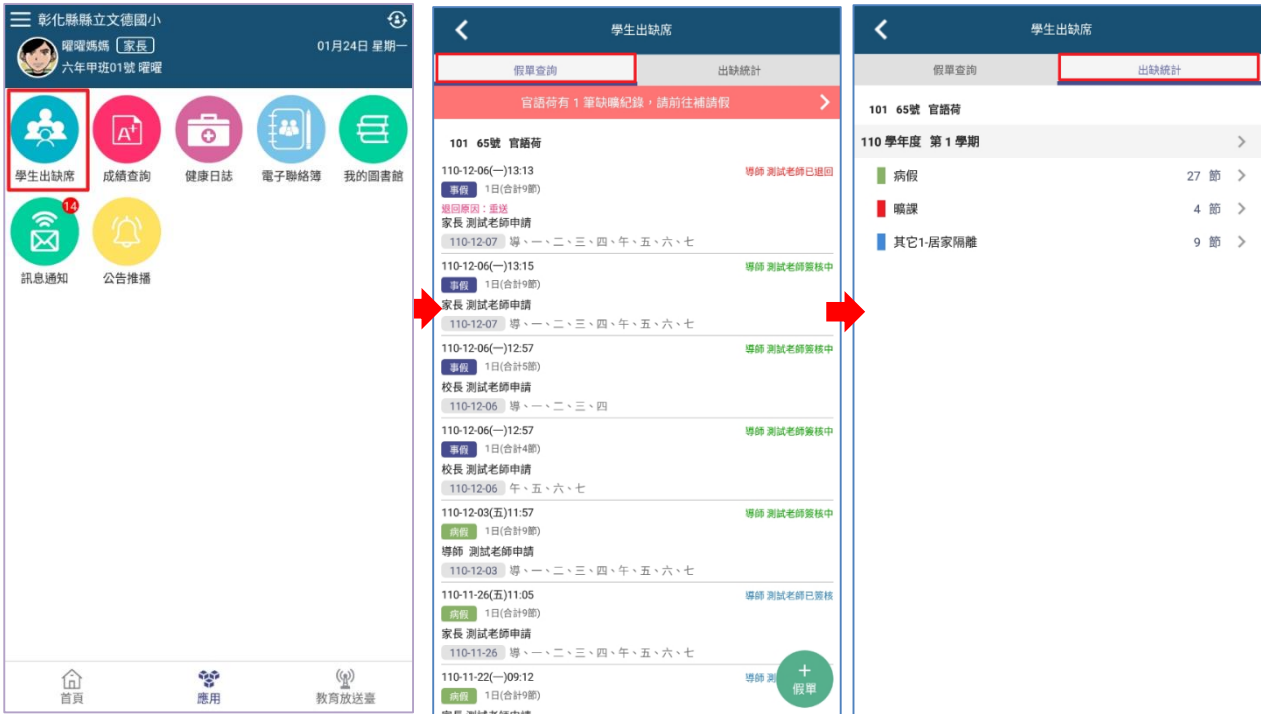 彰化縣縣立文德國小
曜曜媽媽 家長
01月24日 星期一
六年甲班01號 曜曜
學生出缺席
成績查詢
健康日誌
電子聯絡簿
我的圖書館
A+
14
訊息通知
公告推播
首頁
應用
教育放送臺
學生出缺席
假單查詢
出缺統計
官語荷有 1 筆缺曠紀錄,請前往補請假
101 65號 官語荷
110-12-06(一)13:13
導師 測試老師已退回
事假 1日(合計9節)
退回原因:重送
家長 測試老師申請
110-12-07 導、一、二、三、四、午、五、六、七
110-12-06(一)13:15
導師 測試老師簽核中
事假 1日(合計9節)
家長 測試老師申請
110-12-07 導、一、二、三、四、午、五、六、七
110-12-06(一)12:57
導師 測試老師簽核中
事假 1日(合計5節)
校長 測試老師申請
110-12-06 導、一、二、三、四
110-12-06(一)12:57
導師 測試老師簽核中
事假 1日(合計4節)
校長 測試老師申請
110-12-06 午、五、六、七
110-12-03(五)11:57
導師 測試老師簽核中
病假 1日(合計9節)
導師 測試老師申請
110-12-03 導、一、二、三、四、午、五、六、七
110-11-26(五)11:05
導師 測試老師已簽核
病假 1日(合計9節)
家長 測試老師申請
110-11-26 導、一、二、三、四、午、五、六、七
110-11-22(一)09:12
導師 測
病假 1日(合計9節)
+
假單
學生出缺席
假單查詢
出缺統計
101 65號 官語荷
110 學年度 第 1 學期
病假 27 節
曠課 4 節
其它1-居家隔離 9 節